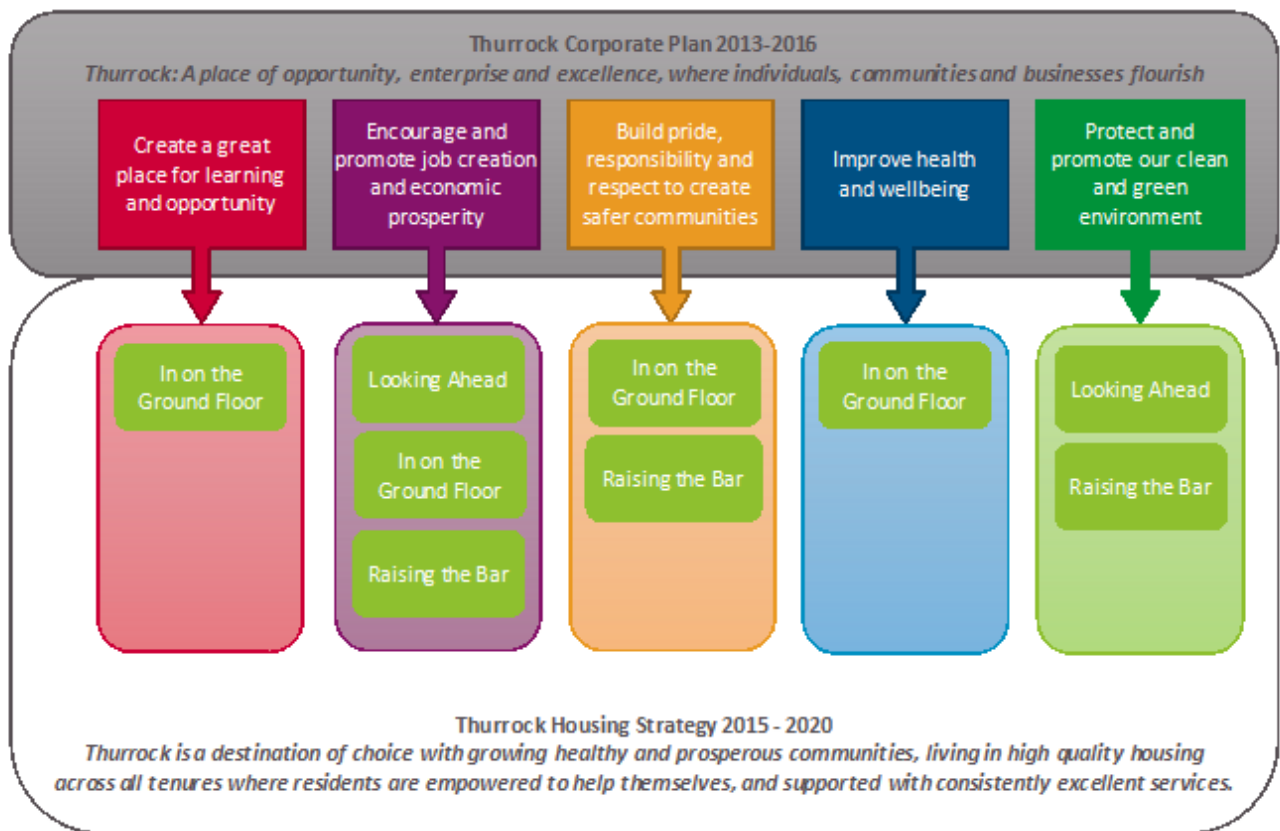 Thurrock Corporate Plan 2013-2016
Thurrock: A place of opportunity, enterprise and excellence, where individuals, communities and businesses flourish
Create a great
place for learning
and opportunity
Encourage and
promote job creation
and economic
prosperity
Build pride,
responsibility and
respect to create
safer communities
Improve health
and wellbeing
Protect and
promote our clean
and green
environment
In on the
Ground Floor
Looking Ahead
In on the
Ground Floor
Raising the Bar
In on the
Ground Floor
Raising the Bar
In on the
Ground Floor
Looking Ahead
Raising the Bar
Thurrock Housing Strategy 2015 - 2020
Thurrock is a destination of choice with growing healthy and prosperous communities, living in high quality housing
across all tenures where residents are empowered to help themselves, and supported with consistently excellent services.